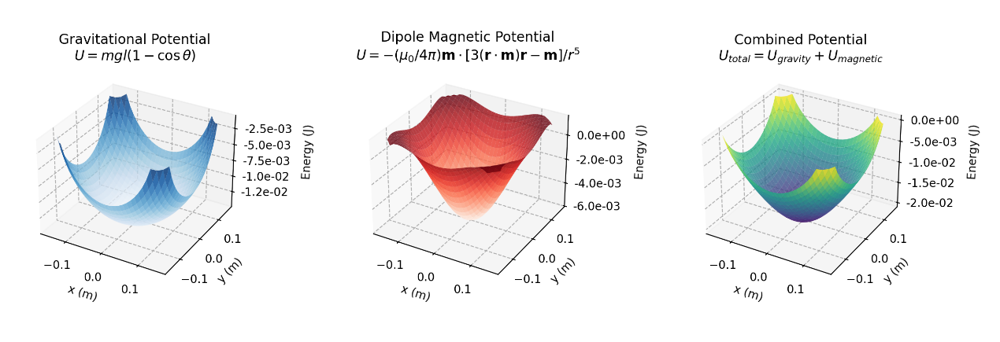 Gravitational Potential
U = mgl(1 − cos θ)
−2.5e-03
-5.0e-03
-7.5e-03
-1.0e-02
-1.2e-02
Energy (J)
−0.1
0.0
0.1
x (m)
−0.1
0.0
0.1
y (m)
Dipole Magnetic Potential
U = −(μ₀/4π)m · [3(r · m)r − m]/r⁵
0.0e+00
-2.0e-03
-4.0e-03
-6.0e-03
Energy (J)
−0.1
0.0
0.1
x (m)
−0.1
0.0
0.1
y (m)
Combined Potential
U_total = U_gravity + U_magnetic
0.0e+00
-5.0e-03
-1.0e-02
-1.5e-02
-2.0e-02
Energy (J)
−0.1
0.0
0.1
x (m)
−0.1
0.0
0.1
y (m)